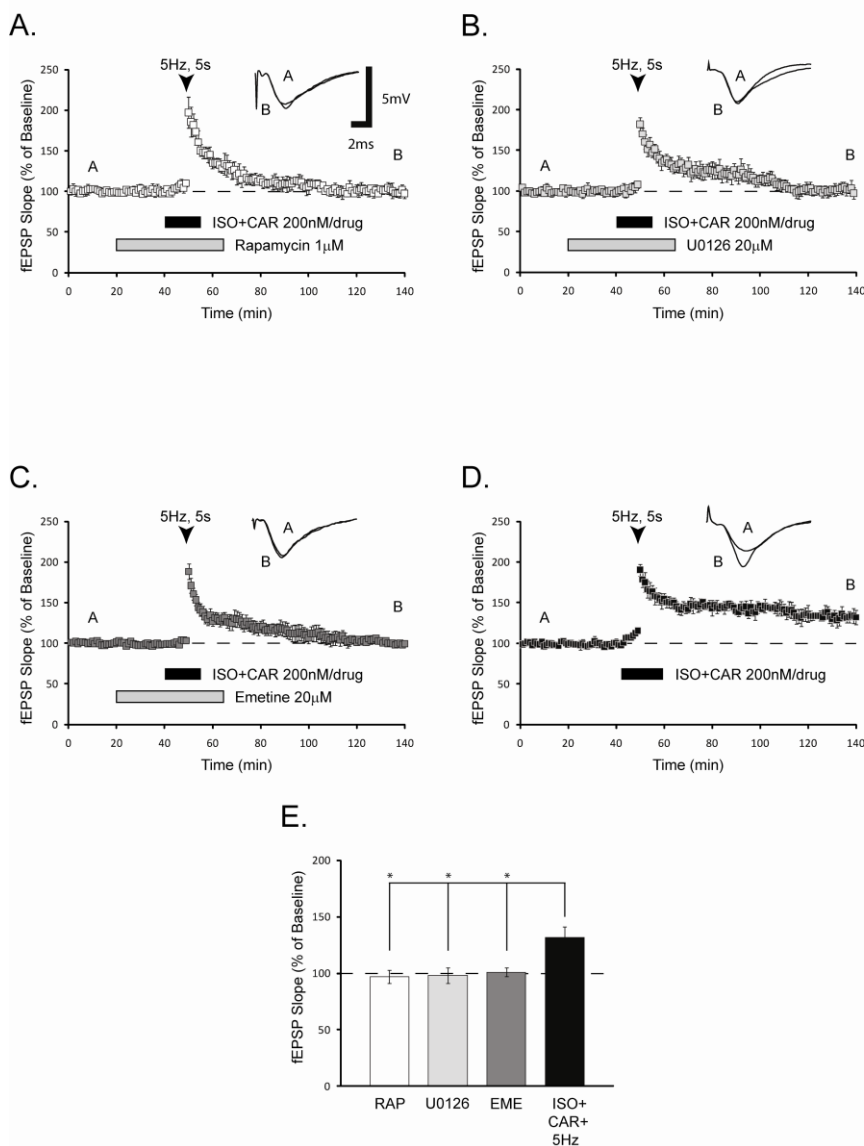 A.
5Hz, 5s
A
B
5mV
2ms
fEPSP Slope (% of Baseline)
250
200
150
100
50
0
A
B
ISO+CAR 200nM/drug
Rapamycin 1μM
0 20 40 60 80 100 120 140
Time (min)
B.
5Hz, 5s
A
B
fEPSP Slope (% of Baseline)
250
200
150
100
50
0
A
B
ISO+CAR 200nM/drug
U0126 20μM
0 20 40 60 80 100 120 140
Time (min)
C.
5Hz, 5s
A
B
fEPSP Slope (% of Baseline)
250
200
150
100
50
0
A
B
ISO+CAR 200nM/drug
Emetine 20μM
0 20 40 60 80 100 120 140
Time (min)
D.
5Hz, 5s
A
B
fEPSP Slope (% of Baseline)
250
200
150
100
50
0
A
B
ISO+CAR 200nM/drug
0 20 40 60 80 100 120 140
Time (min)
E.
fEPSP Slope (% of Baseline)
200
150
100
50
0
* * *
RAP U0126 EME ISO+
CAR+
5Hz